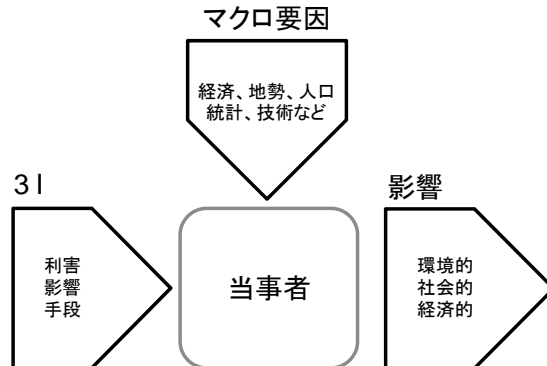 マクロ要因
経済、地勢、人口
統計、技術など
3I
影響
利害
影響
手段
当事者
環境的
社会的
経済的